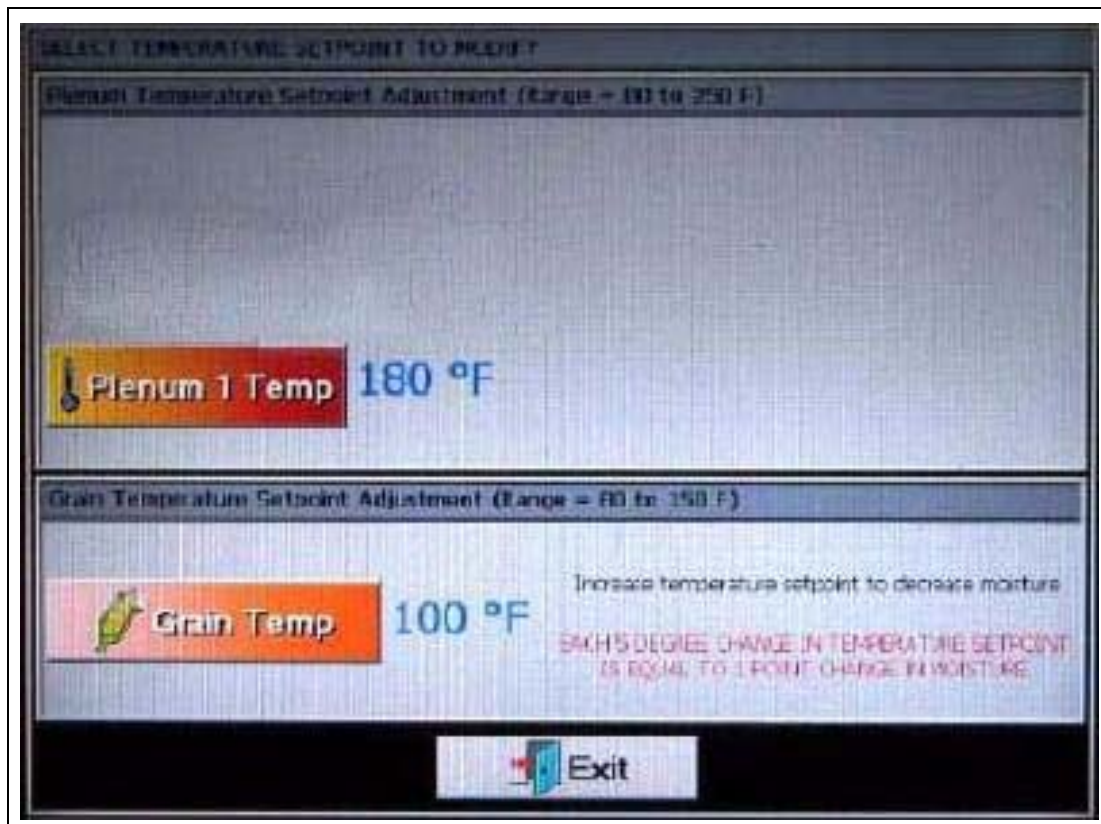 SELECT TEMPERATURE SETPOINT TO MODIFY
Plenum Temperature Setpoint Adjustment (Range = 80 to 250 F)
Plenum 1 Temp
180 °F
Grain Temperature Setpoint Adjustment (Range = 80 to 150 F)
Grain Temp
100 °F
Increase temperature setpoint to decrease moisture
EACH 5 DEGREE CHANGE IN TEMPERATURE SETPOINT
IS EQUAL TO 1 POINT CHANGE IN MOISTURE
Exit